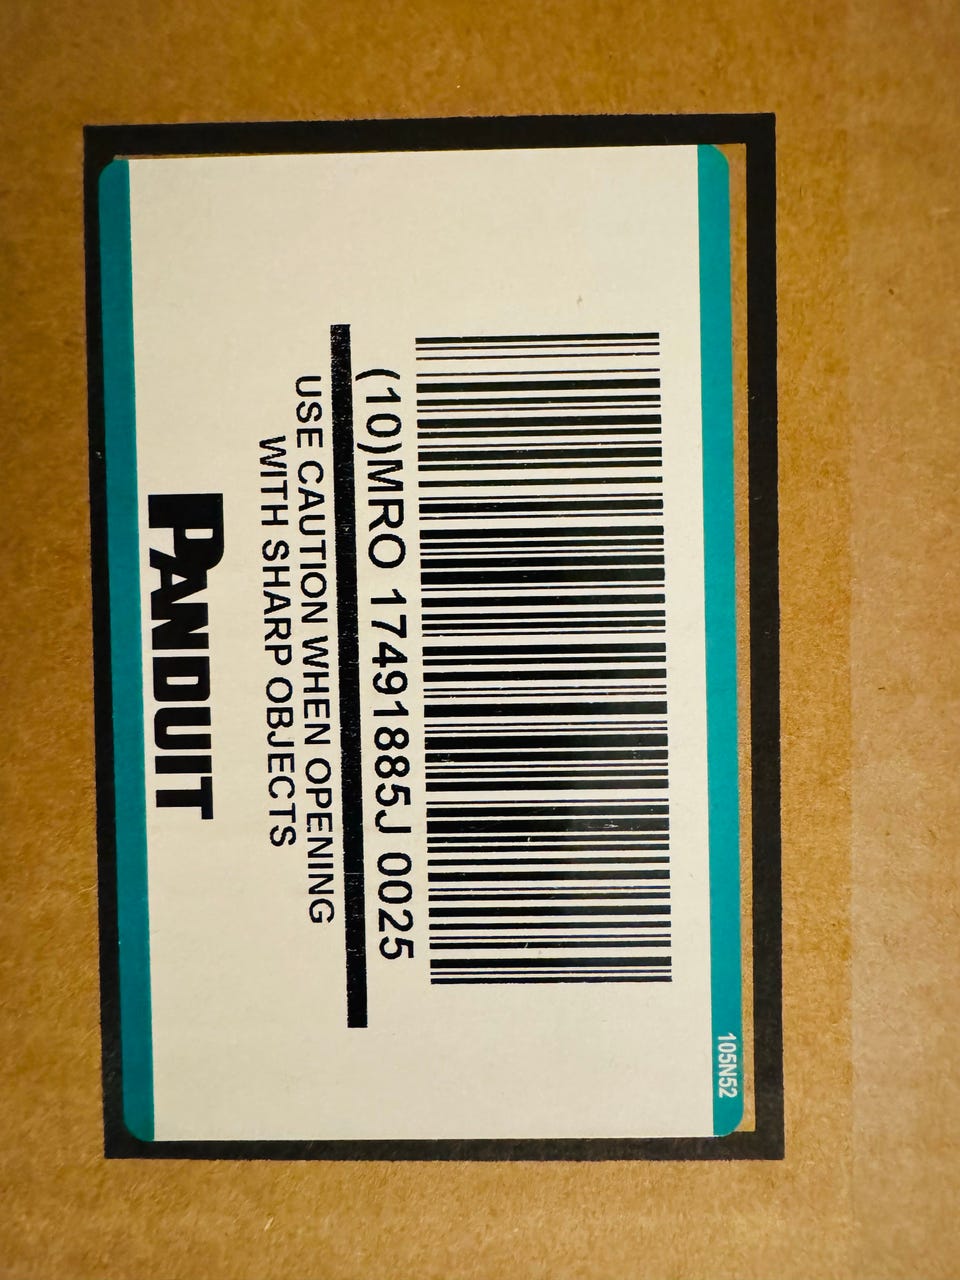 105N52
(10)MRO 17491885J 0025
USE CAUTION WHEN OPENING
WITH SHARP OBJECTS
PANDUIT